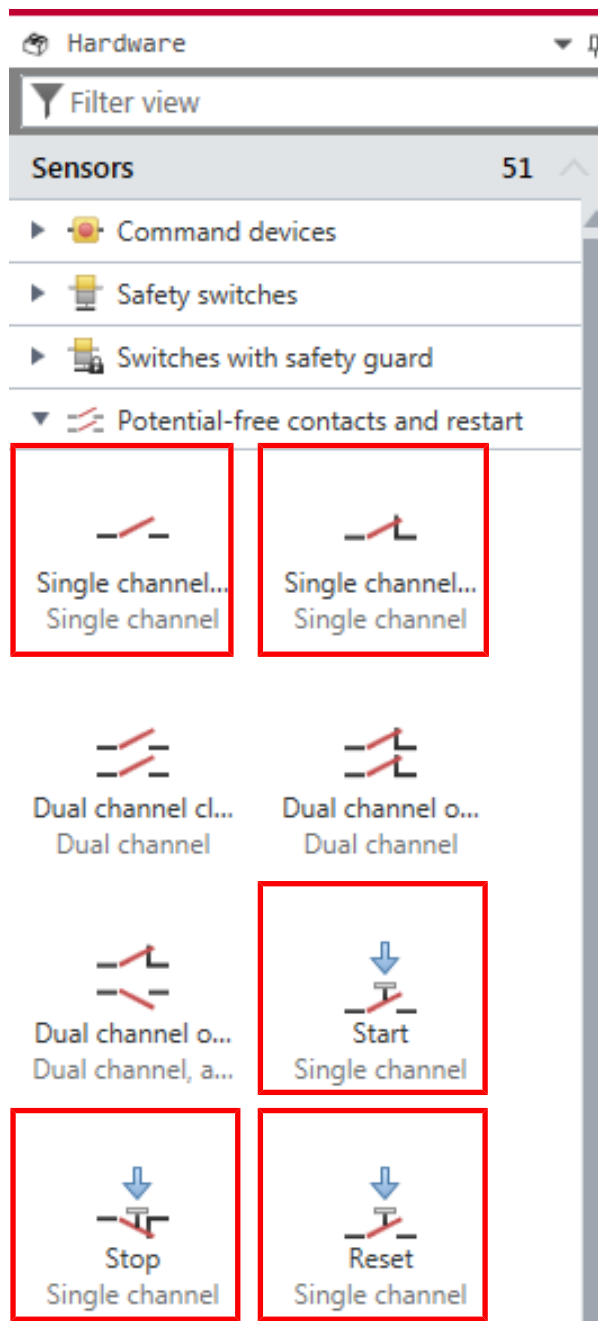 Hardware
Filter view
Sensors 51
Command devices
Safety switches
Switches with safety guard
Potential-free contacts and restart
Single channel... Single channel...
Single channel Single channel
Dual channel cl... Dual channel o...
Dual channel Dual channel
Dual channel o... Start
Dual channel, a... Single channel
Stop Reset
Single channel Single channel